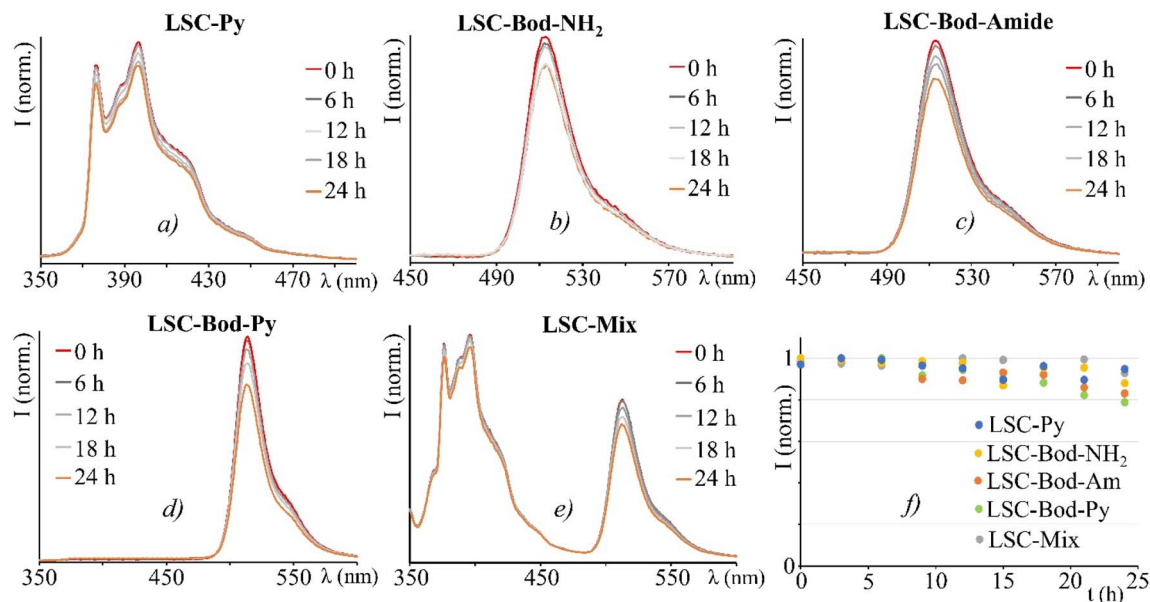 LSC-Py
I (norm.)
0 h
6 h
12 h
18 h
24 h
a)
350 390 430 470 λ (nm)
LSC-Bod-NH₂
I (norm.)
0 h
6 h
12 h
18 h
24 h
b)
450 490 530 570 λ (nm)
LSC-Bod-Amide
I (norm.)
0 h
6 h
12 h
18 h
24 h
c)
450 490 530 570 λ (nm)
LSC-Bod-Py
I (norm.)
0 h
6 h
12 h
18 h
24 h
d)
350 450 550 λ (nm)
LSC-Mix
I (norm.)
0 h
6 h
12 h
18 h
24 h
e)
350 450 550 λ (nm)
1
I (norm.)
LSC-Py
LSC-Bod-NH₂
LSC-Bod-Am
LSC-Bod-Py
LSC-Mix
f)
0
0 5 10 15 20 25
t (h)